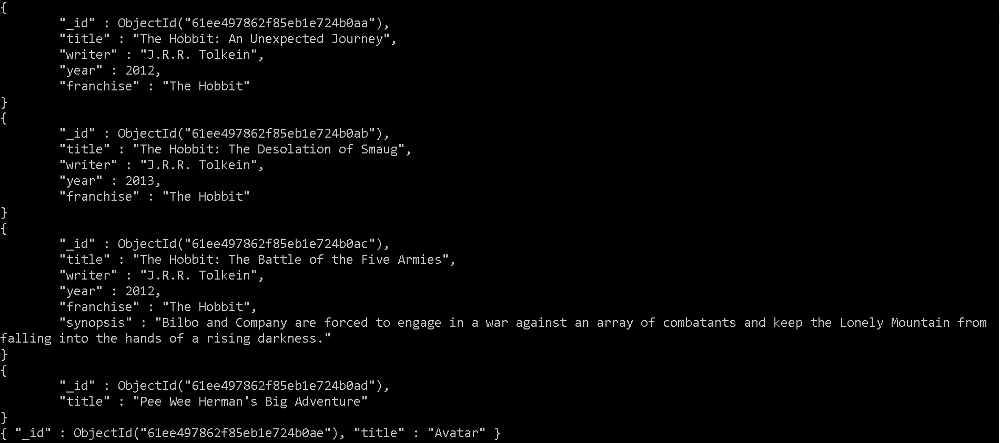 {
        "_id" : ObjectId("61ee497862f85eb1e724b0aa"),
        "title" : "The Hobbit: An Unexpected Journey",
        "writer" : "J.R.R. Tolkein",
        "year" : 2012,
        "franchise" : "The Hobbit"
}
{
        "_id" : ObjectId("61ee497862f85eb1e724b0ab"),
        "title" : "The Hobbit: The Desolation of Smaug",
        "writer" : "J.R.R. Tolkein",
        "year" : 2013,
        "franchise" : "The Hobbit"
}
{
        "_id" : ObjectId("61ee497862f85eb1e724b0ac"),
        "title" : "The Hobbit: The Battle of the Five Armies",
        "writer" : "J.R.R. Tolkein",
        "year" : 2012,
        "franchise" : "The Hobbit",
        "synopsis" : "Bilbo and Company are forced to engage in a war against an array of combatants and keep the Lonely Mountain from
falling into the hands of a rising darkness."
}
{
        "_id" : ObjectId("61ee497862f85eb1e724b0ad"),
        "title" : "Pee Wee Herman's Big Adventure"
}
{ "_id" : ObjectId("61ee497862f85eb1e724b0ae"), "title" : "Avatar" }